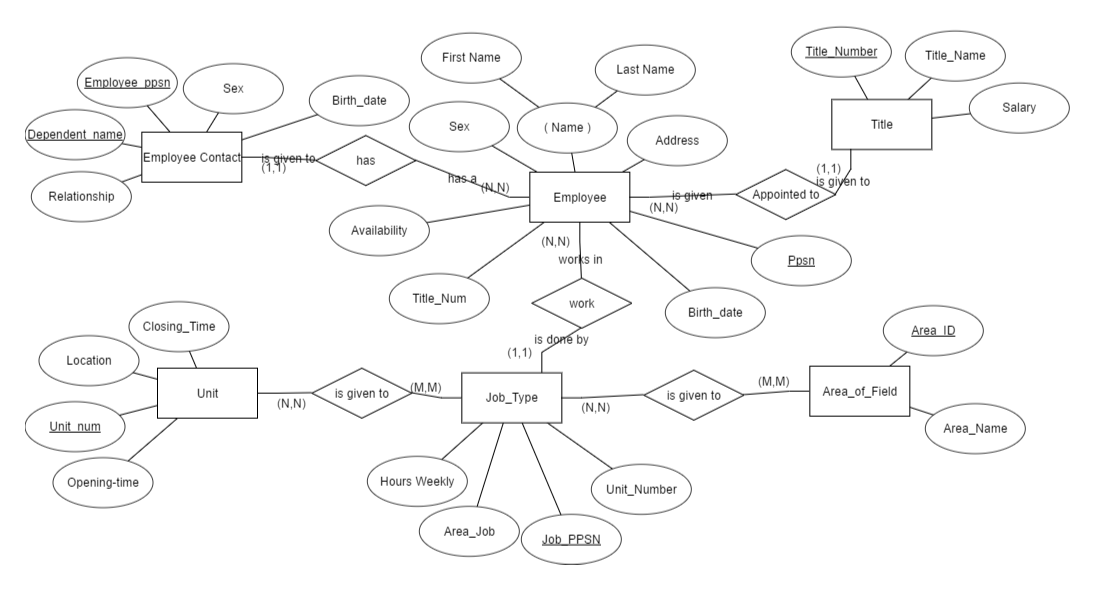 First Name
Last Name
Title_Number
Title_Name
Salary
Employee_ppsn
Sex
Birth_date
Dependent_name
Employee Contact
Relationship
is given to
(1,1)
has
has a
(N,N)
Sex
( Name )
Address
Employee
Title
(1,1)
is given to
Appointed to
is given
(N,N)
Availability
Title_Num
(N,N)
works in
work
is done by
(1,1)
Birth_date
Ppsn
Closing_Time
Location
Unit
Unit_num
Opening-time
(N,N)
is given to
(M,M)
Job_Type
(N,N)
is given to
(M,M)
Area_of_Field
Area_ID
Area_Name
Hours Weekly
Area_Job
Job_PPSN
Unit_Number